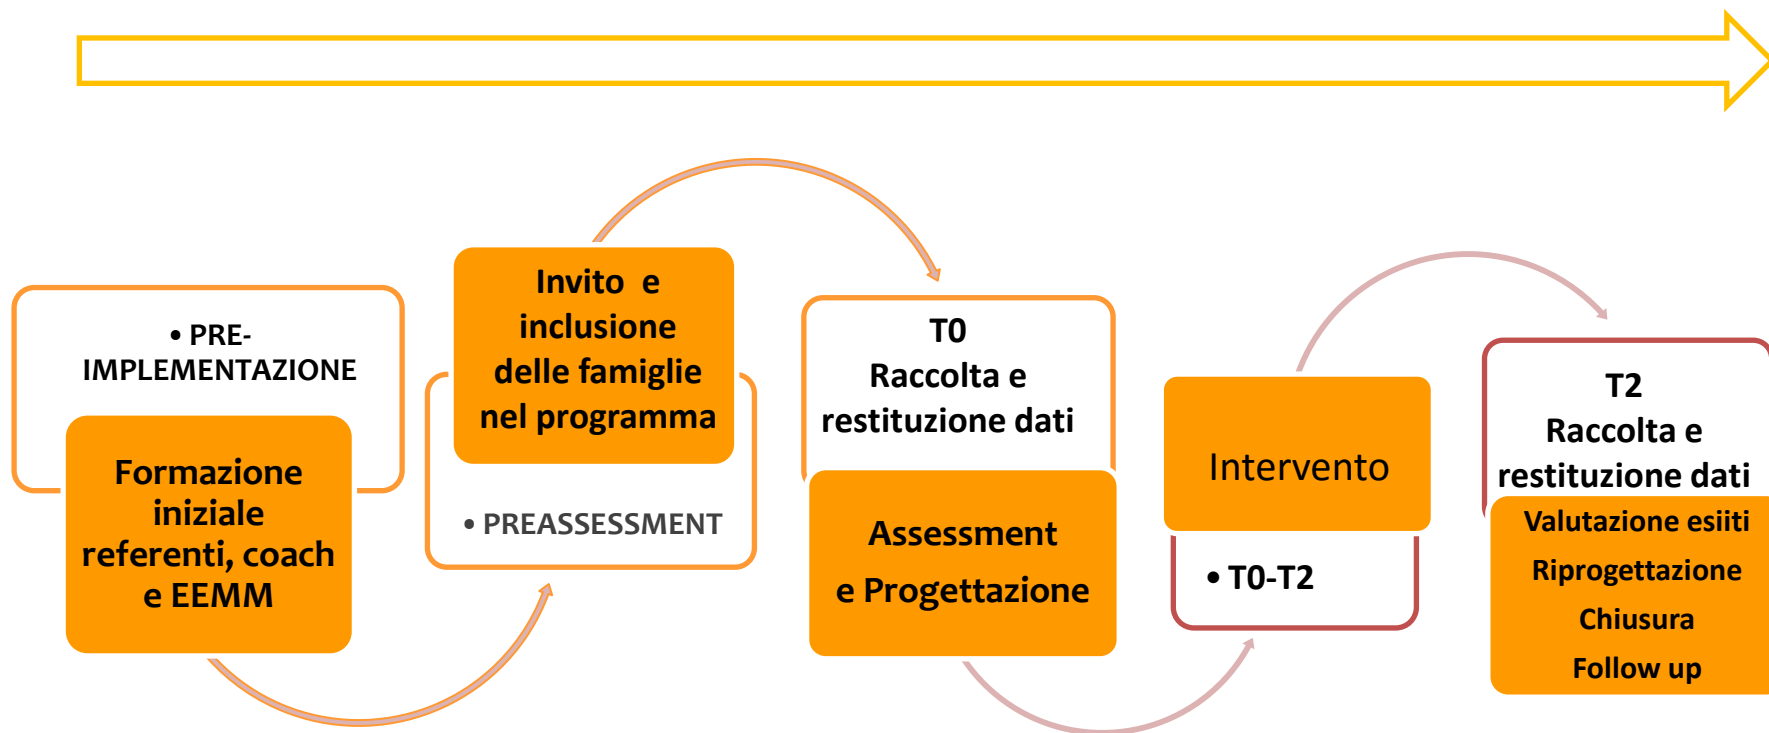 • PRE-
IMPLEMENTAZIONE
Formazione
iniziale
referenti, coach
e EEMM
Invito e
inclusione
delle famiglie
nel programma
• PREASSESSMENT
T0
Raccolta e
restituzione dati
Assessment
e Progettazione
Intervento
• T0-T2
T2
Raccolta e
restituzione dati
Valutazione esiiti
Riprogettazione
Chiusura
Follow up